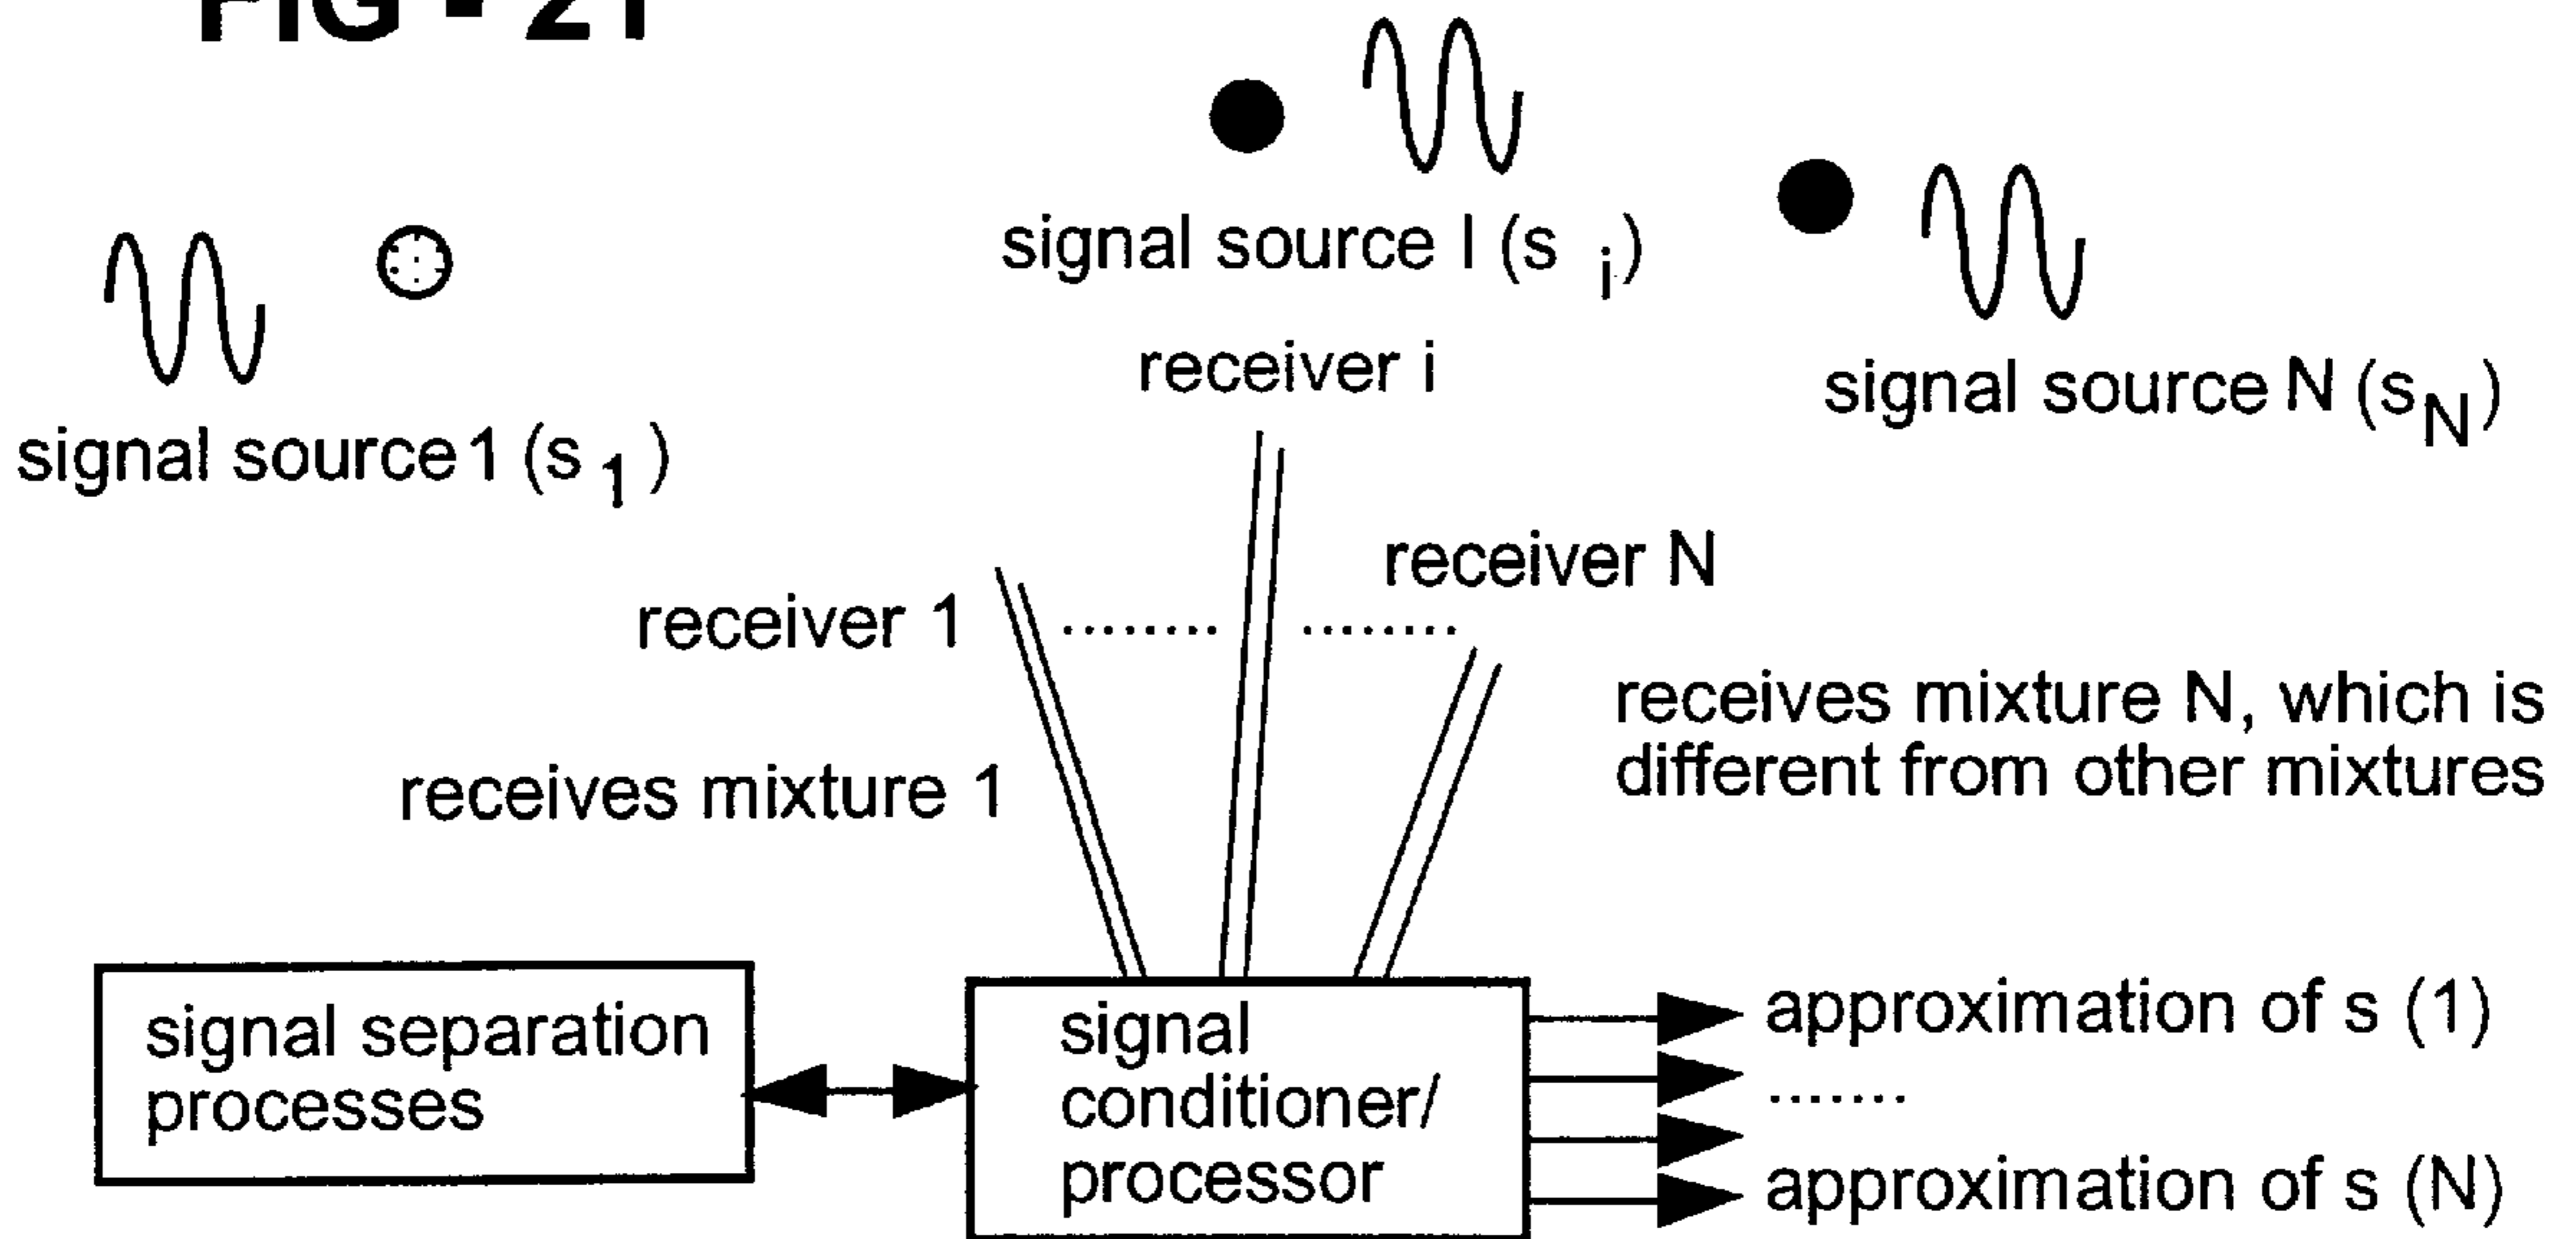 FIG - 21
signal source I (s i)
signal source N (sN)
signal source 1 (s 1)
receiver i
receiver N
receiver 1 ........ ........
receives mixture N, which is
different from other mixtures
receives mixture 1
signal separation
processes
signal
conditioner/
processor
approximation of s (1)
.......
approximation of s (N)